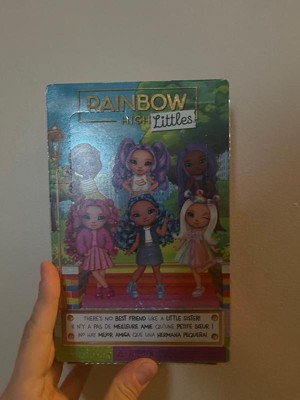 RAINBOW
HIGH Littles
THERE'S NO BEST FRIEND LIKE A LITTLE SISTER!
IL N'Y A PAS DE MEILLEURE AMIE QU'UNE PETITE SŒUR !
¡NO HAY MEJOR AMIGA QUE UNA HERMANA PEQUEÑA!